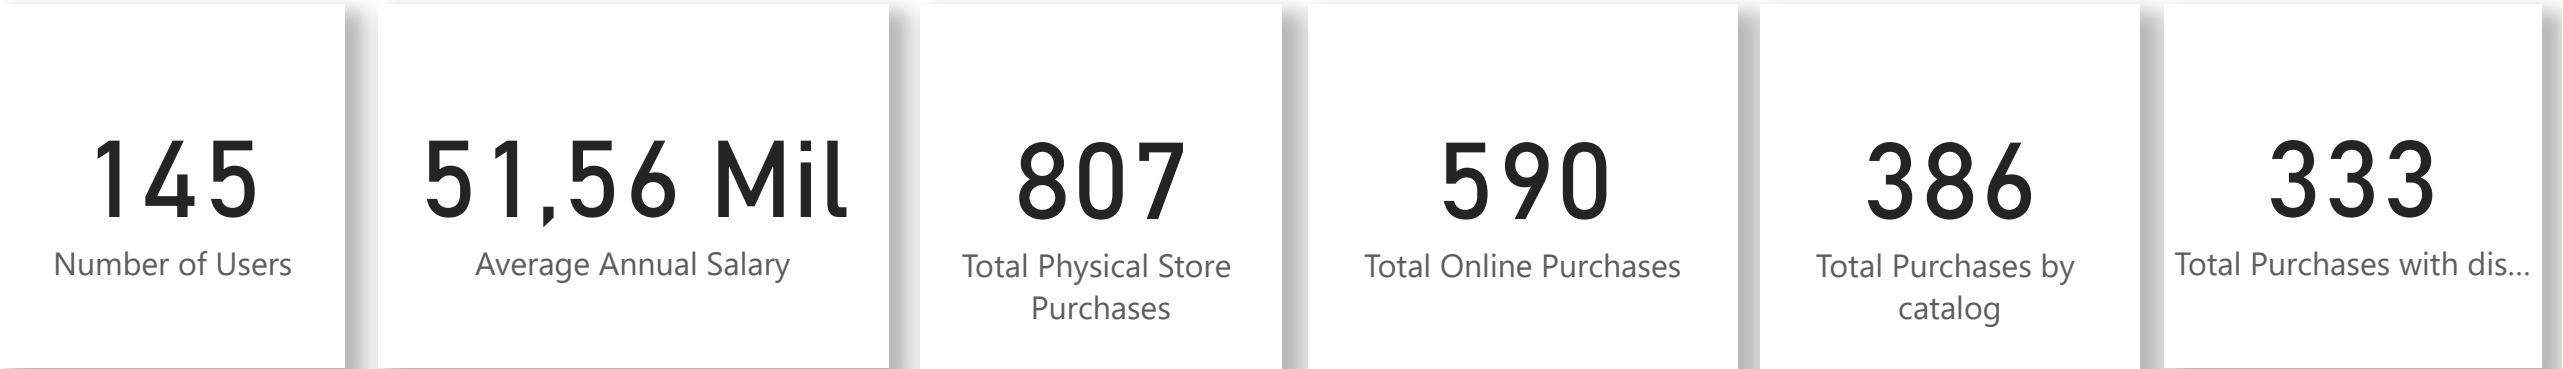 145
Number of Users
51,56 Mil
Average Annual Salary
807
Total Physical Store
Purchases
590
Total Online Purchases
386
Total Purchases by
catalog
333
Total Purchases with dis...